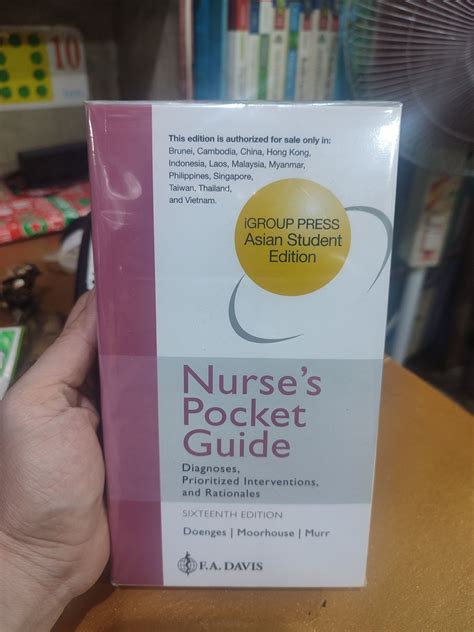 10
This edition is authorized for sale only in:
Brunei, Cambodia, China, Hong Kong,
Indonesia, Laos, Malaysia, Myanmar,
Philippines, Singapore,
Taiwan, Thailand,
and Vietnam.
iGROUP PRESS
Asian Student
Edition
Nurse's
Pocket
Guide
Diagnoses,
Prioritized Interventions,
and Rationales
SIXTEENTH EDITION
Doenges | Moorhouse | Murr
F.A. DAVIS